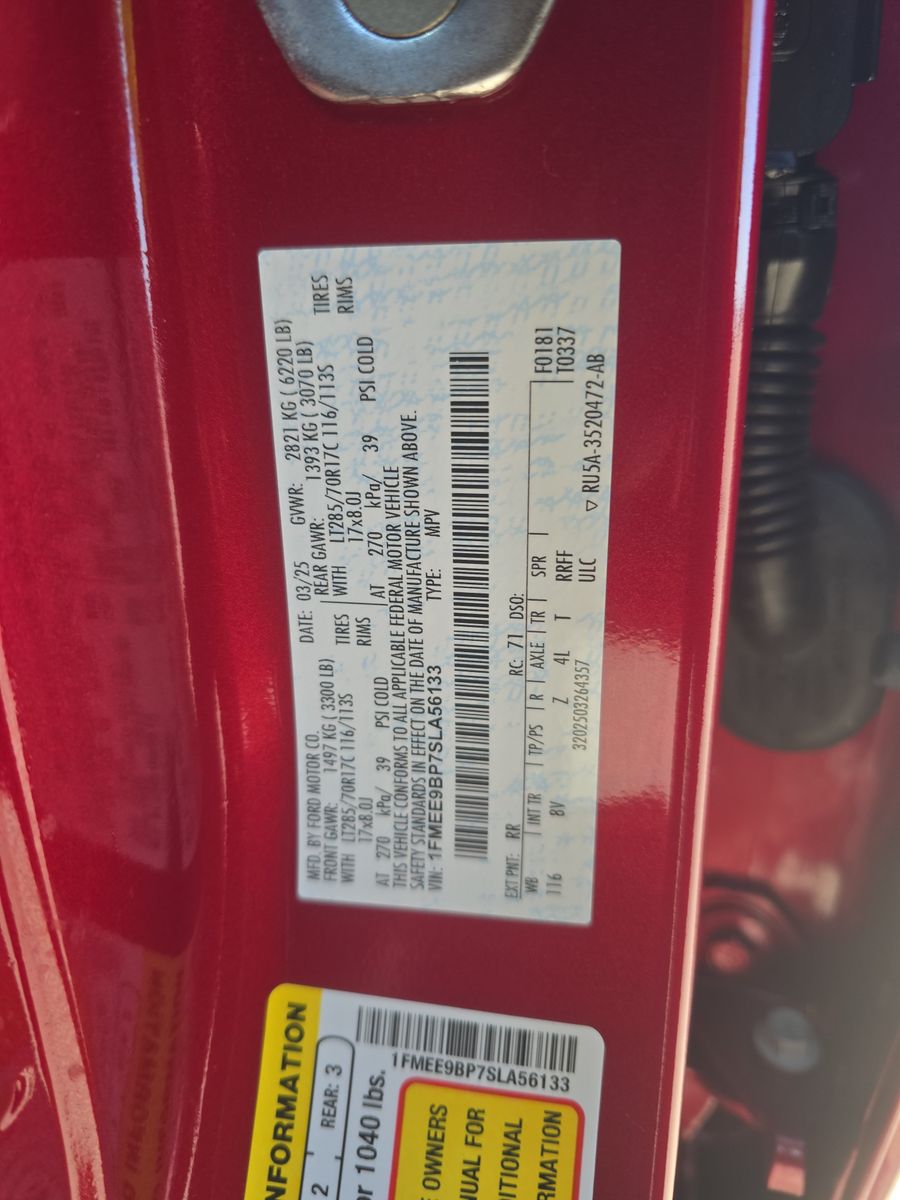 MFD. BY FORD MOTOR CO.
DATE: 03/25 GVWR: 2821 KG ( 6220 LB)
FRONT GAWR: 1497 KG ( 3300 LB)
REAR GAWR: 1393 KG ( 3070 LB)
WITH LT285/70R17C 116/113S TIRES
WITH LT285/70R17C 116/113S TIRES
17x8.0J RIMS
17x8.0J RIMS
AT 270 kPa/ 39 PSI COLD
AT 270 kPa/ 39 PSI COLD
THIS VEHICLE CONFORMS TO ALL APPLICABLE FEDERAL MOTOR VEHICLE
SAFETY STANDARDS IN EFFECT ON THE DATE OF MANUFACTURE SHOWN ABOVE.
VIN: 1FMEE9BP7SLA56133 TYPE: MPV
EXT PNT: RR RC: 71 DSO: F0181
WB INT TR TP/PS R AXLE TR SPR T0337
116 8V Z 4L T RRFF
3202503264357 ULC
▽ RU5A-3520472-AB
NFORMATION
2 REAR: 3
or 1040 lbs.
1FMEE9BP7SLA56133
OWNERS
UAL FOR
ITIONAL
RMATION